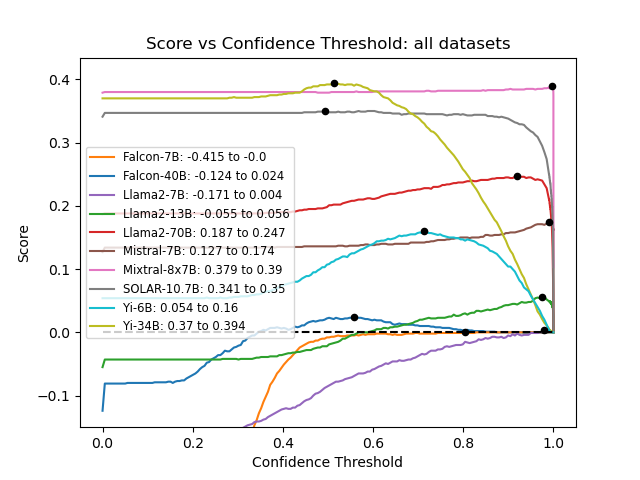 Score vs Confidence Threshold: all datasets
Score
0.4
0.3
0.2
0.1
0.0
−0.1
Falcon-7B: -0.415 to -0.0
Falcon-40B: -0.124 to 0.024
Llama2-7B: -0.171 to 0.004
Llama2-13B: -0.055 to 0.056
Llama2-70B: 0.187 to 0.247
Mistral-7B: 0.127 to 0.174
Mixtral-8x7B: 0.379 to 0.39
SOLAR-10.7B: 0.341 to 0.35
Yi-6B: 0.054 to 0.16
Yi-34B: 0.37 to 0.394
0.0 0.2 0.4 0.6 0.8 1.0
Confidence Threshold